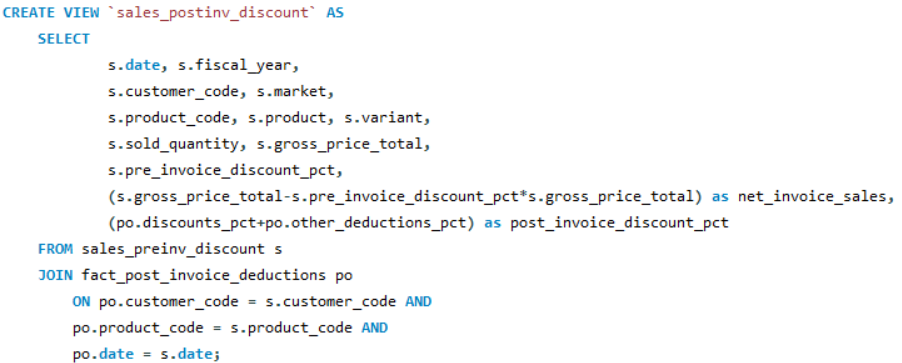 CREATE VIEW `sales_postinv_discount` AS
SELECT
s.date, s.fiscal_year,
s.customer_code, s.market,
s.product_code, s.product, s.variant,
s.sold_quantity, s.gross_price_total,
s.pre_invoice_discount_pct,
(s.gross_price_total-s.pre_invoice_discount_pct*s.gross_price_total) as net_invoice_sales,
(po.discounts_pct+po.other_deductions_pct) as post_invoice_discount_pct
FROM sales_preinv_discount s
JOIN fact_post_invoice_deductions po
ON po.customer_code = s.customer_code AND
po.product_code = s.product_code AND
po.date = s.date;